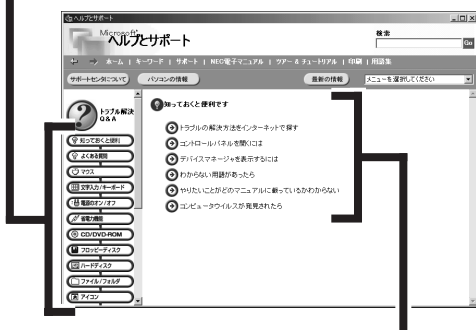 ヘルプとサポート
Microsoft
ヘルプとサポート
検索
Go
ホーム | キーワード | サポート | NEC電子マニュアル | ツアー & チュートリアル | 印刷 | 用語集
サポートセンタについて
パソコンの情報
最新の情報
メニューを選択してください
トラブル解決
Q&A
知っておくと便利
よくある質問
マウス
文字入力/キーボード
電源のオン/オフ
省電力機能
CD/DVD-ROM
フロッピーディスク
ハードディスク
ファイル/フォルダ
アイコン
知っておくと便利です
トラブルの解決方法をインターネットで探す
コントロールパネルを開くには
デバイスマネージャを表示するには
わからない用語があったら
やりたいことがどのマニュアルに載っているかわからない
コンピュータウイルスが発見されたら